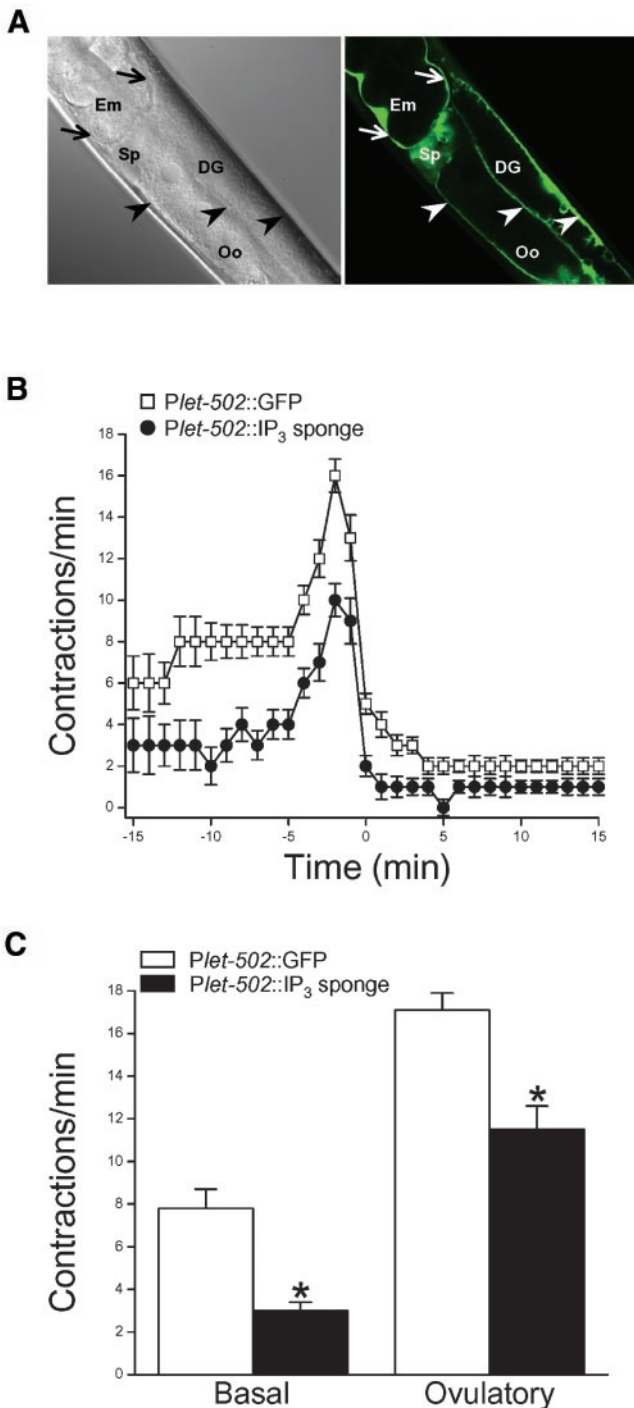 A
Em
Sp
DG
Oo
Em
Sp
DG
Oo
B
Plet-502::GFP
Plet-502::IP3 sponge
Contractions/min
18
16
14
12
10
8
6
4
2
0
-15
-10
-5
0
5
10
15
Time (min)
C
Plet-502::GFP
Plet-502::IP3 sponge
Contractions/min
18
16
14
12
10
8
6
4
2
0
*
*
Basal
Ovulatory